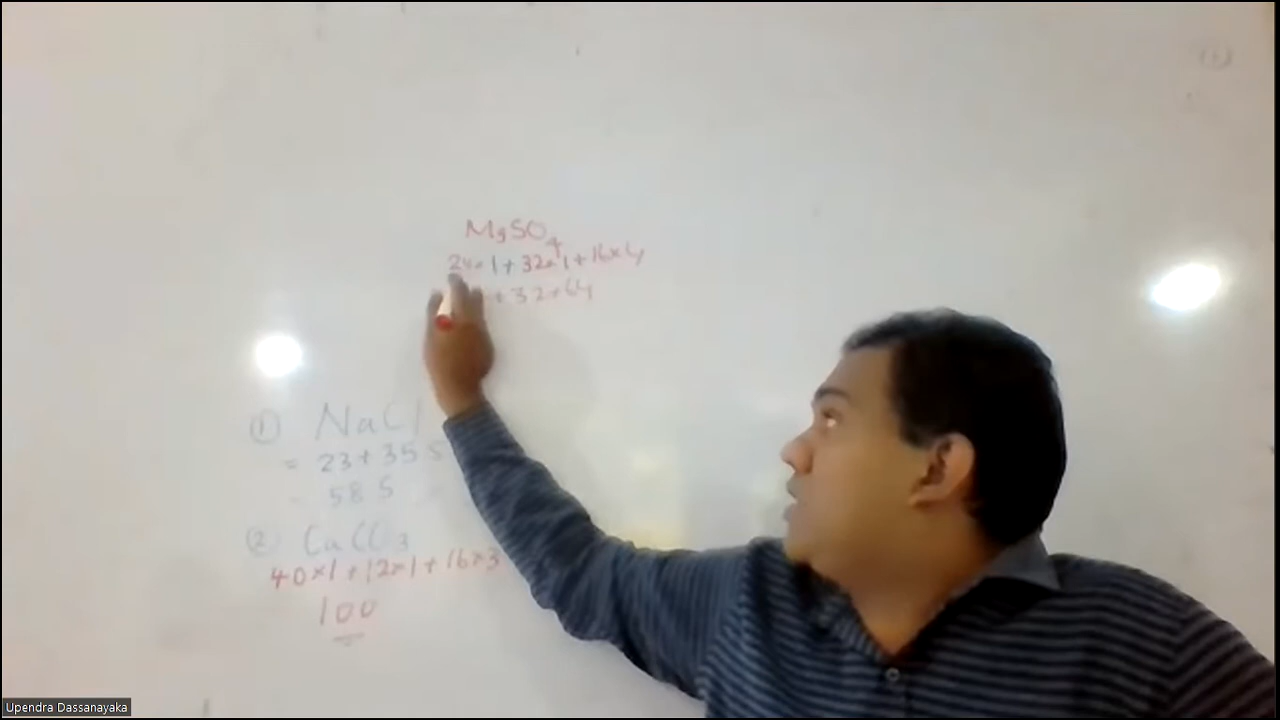 MgSO4
24×1+32×1+16×4
+32+64
① NaCl
= 23+35.5
= 58.5
② CaCO3
40×1+12×1+16×3
100
Upendra Dassanayaka